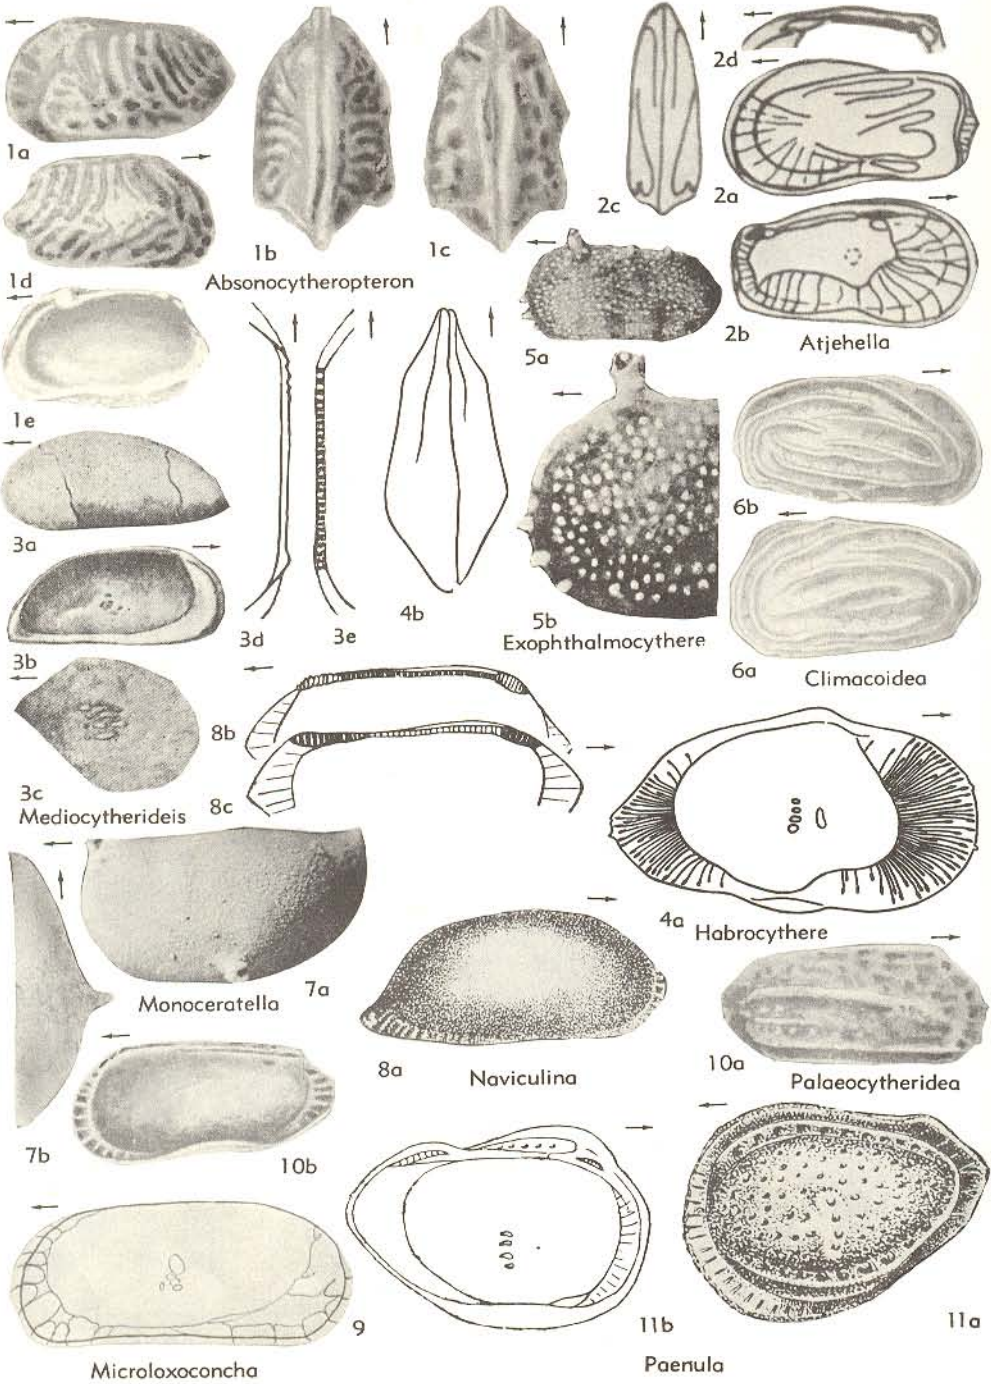 1a
1b
1c
2c
2d
2a
1d
Absonocytheropteron
5a
2b
Atjehella
1e
3a
6b
3b
3d
3e
4b
5b
Exophthalmocythere
6a
Climacoidea
8b
3c
8c
Mediocytherideis
4a
Habrocythere
7a
Monoceratella
8a
Naviculina
10a
Palaeocytheridea
7b
10b
9
11b
11a
Microloxoconcha
Paenula